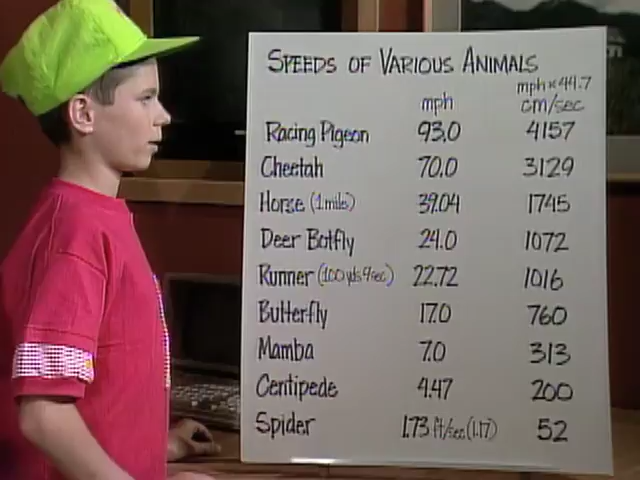 SPEEDS OF VARIOUS ANIMALS
mph mph x 44.7 cm/sec
Racing Pigeon 93.0 4157
Cheetah 70.0 3129
Horse (1 mile) 39.04 1745
Deer Botfly 24.0 1072
Runner (100 yds 9 sec) 22.72 1016
Butterfly 17.0 760
Mamba 7.0 313
Centipede 4.47 200
Spider 1.73 ft/sec (1.17) 52